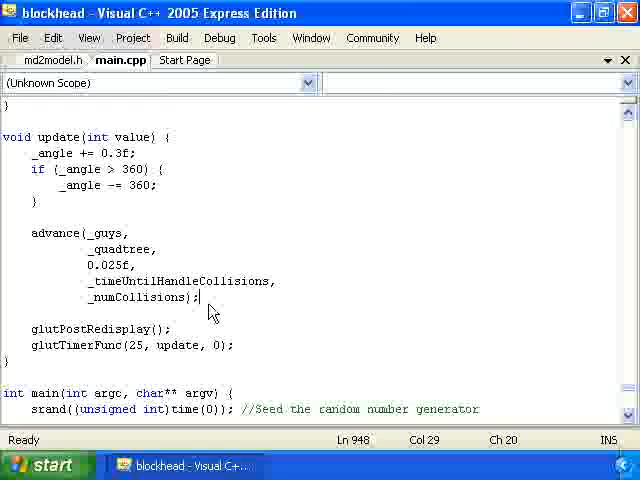 blockhead - Visual C++ 2005 Express Edition
File Edit View Project Build Debug Tools Window Community Help
md2model.h main.cpp Start Page
(Unknown Scope)
}
void update(int value) {
_angle += 0.3f;
if (_angle > 360) {
_angle -= 360;
}
advance(_guys,
_quadtree,
0.025f,
_timeUntilHandleCollisions,
_numCollisions);
glutPostRedisplay();
glutTimerFunc(25, update, 0);
}
int main(int argc, char** argv) {
srand((unsigned int)time(0)); //Seed the random number generator
Ready Ln 948 Col 29 Ch 20 INS
start blockhead - Visual C++...